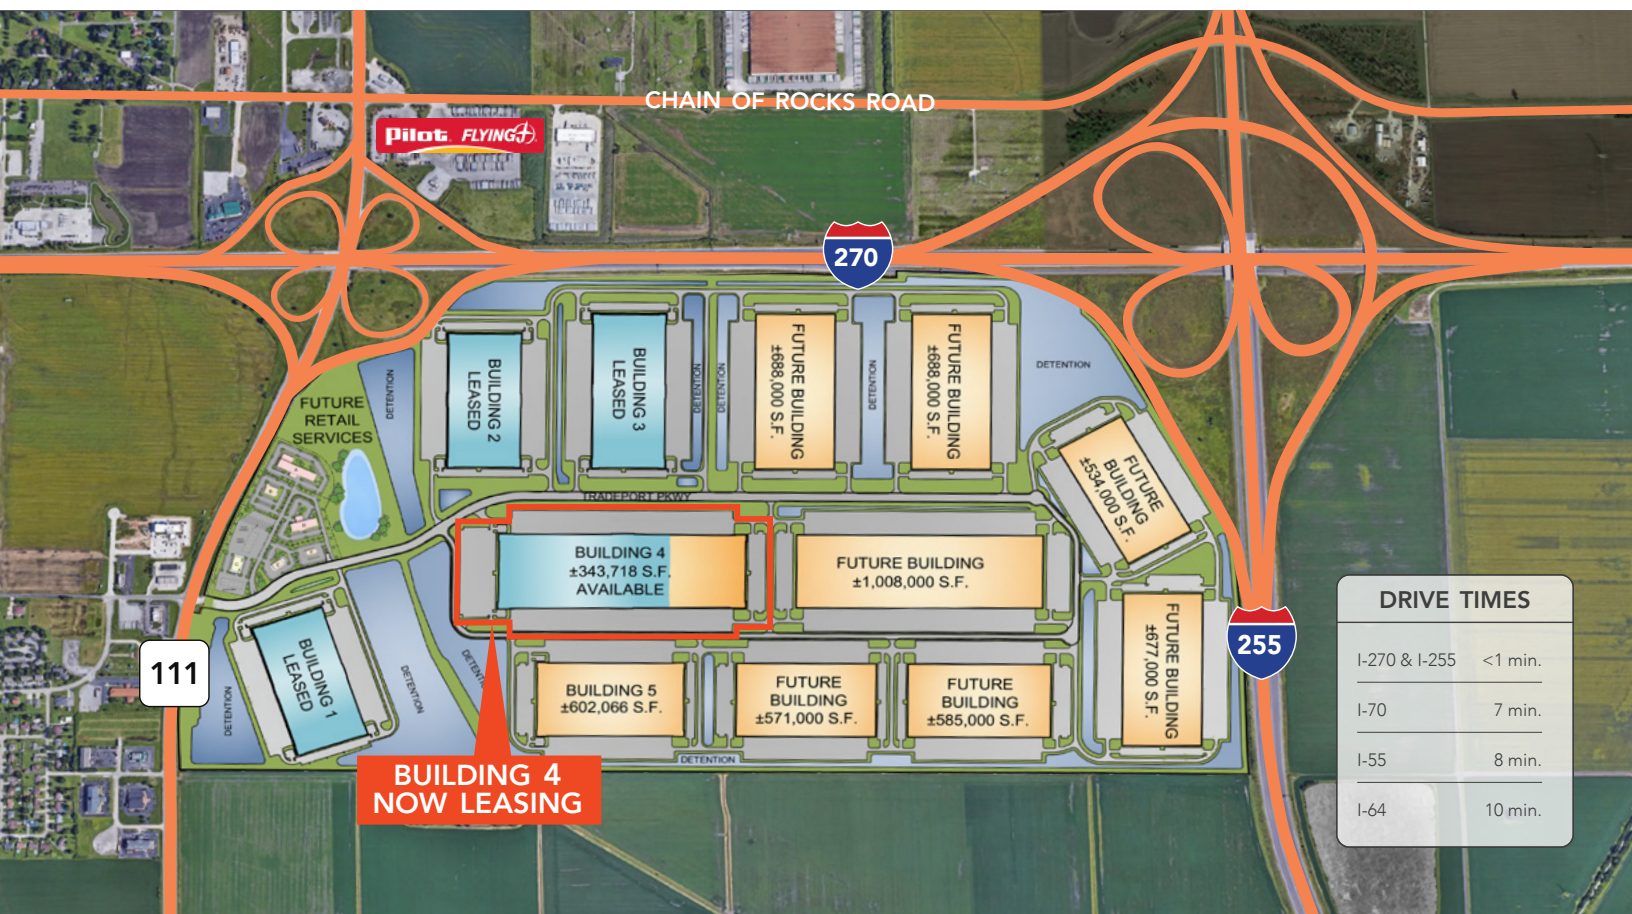 CHAIN OF ROCKS ROAD
Pilot. FLYING J
270
DETENTION
FUTURE
RETAIL
SERVICES
DETENTION
BUILDING 2
LEASED
BUILDING 3
LEASED
DETENTION
DETENTION
FUTURE BUILDING
±688,000 S.F.
DETENTION
FUTURE BUILDING
±688,000 S.F.
FUTURE
BUILDING
±534,000 S.F.
TRADEPORT PKWY
BUILDING 4
±343,718 S.F.
AVAILABLE
FUTURE BUILDING
±1,008,000 S.F.
111
DETENTION
BUILDING 1
LEASED
DETENTION
DETENTION
BUILDING 5
±602,066 S.F.
FUTURE
BUILDING
±571,000 S.F.
FUTURE
BUILDING
±585,000 S.F.
FUTURE BUILDING
±677,000 S.F.
255
DETENTION
BUILDING 4
NOW LEASING
DRIVE TIMES
I-270 & I-255 <1 min.
I-70 7 min.
I-55 8 min.
I-64 10 min.